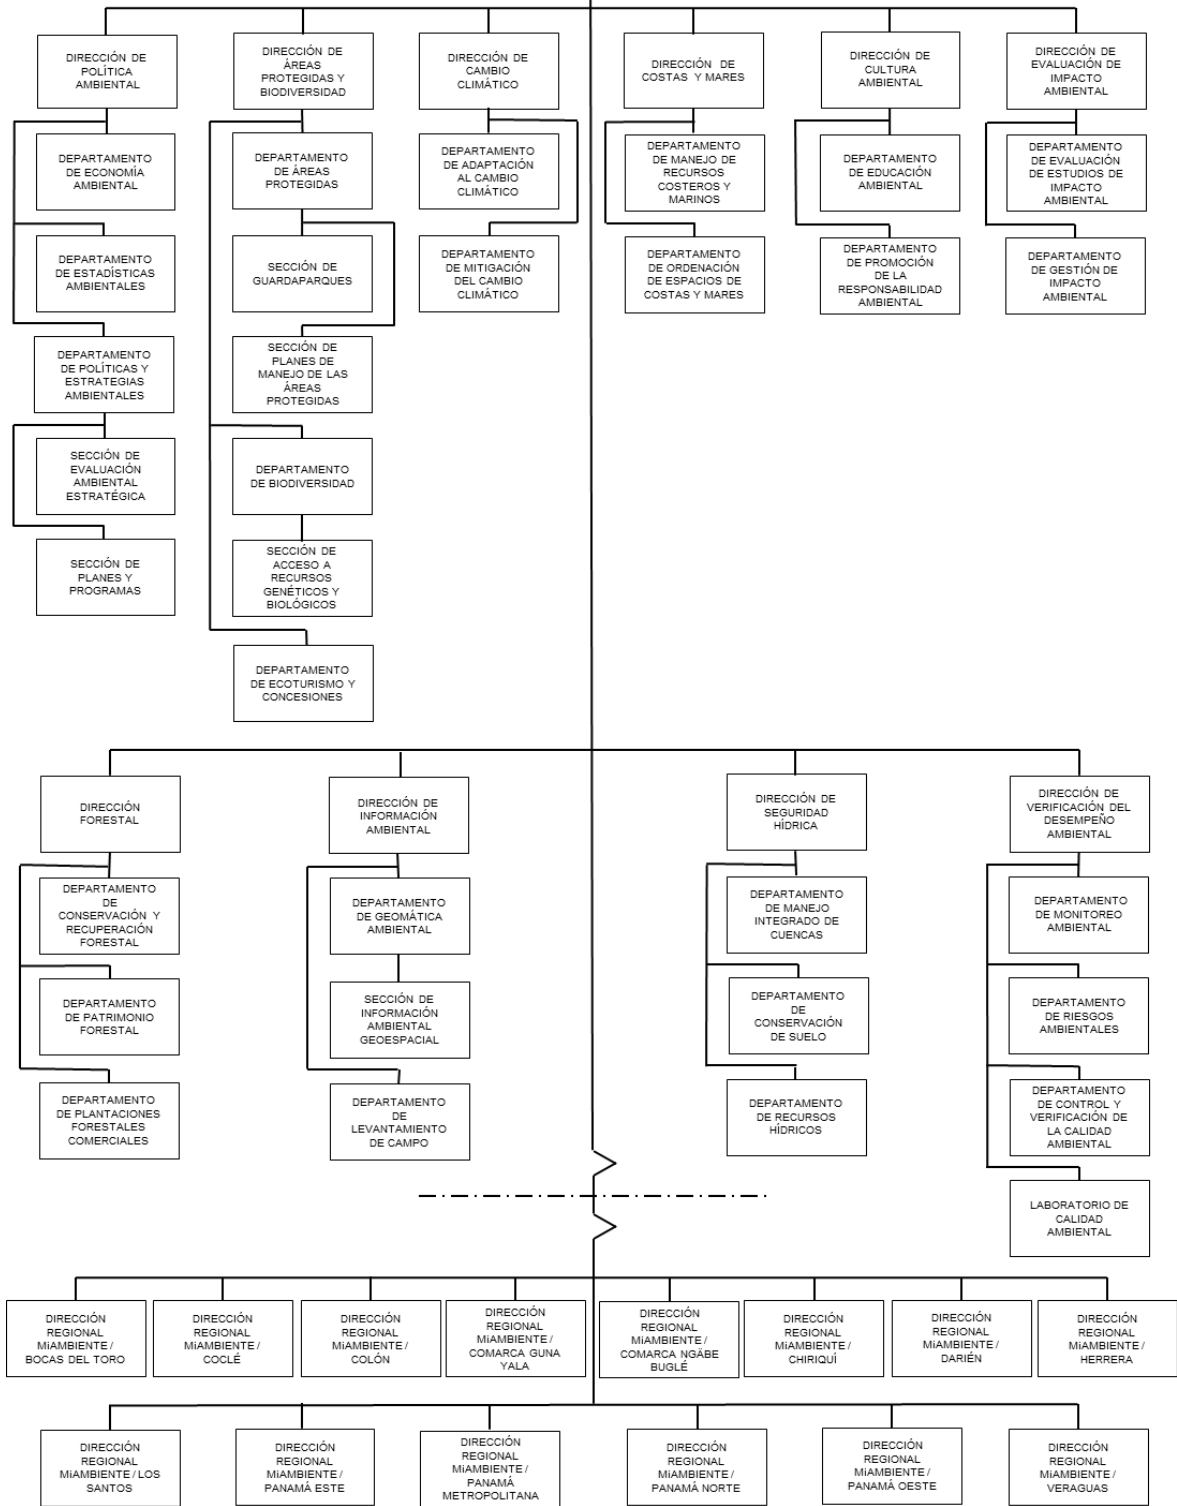 DIRECCIÓN DE
POLÍTICA
AMBIENTAL
DIRECCIÓN DE
ÁREAS
PROTEGIDAS Y
BIODIVERSIDAD
DIRECCIÓN DE
CAMBIO
CLIMÁTICO
DIRECCIÓN DE
COSTAS Y MARES
DIRECCIÓN DE
CULTURA
AMBIENTAL
DIRECCIÓN DE
EVALUACIÓN DE
IMPACTO
AMBIENTAL
DEPARTAMENTO
DE ECONOMÍA
AMBIENTAL
DEPARTAMENTO
DE ÁREAS
PROTEGIDAS
DEPARTAMENTO
DE ADAPTACIÓN
AL CAMBIO
CLIMÁTICO
DEPARTAMENTO
DE MANEJO DE
RECURSOS
COSTEROS Y
MARINOS
DEPARTAMENTO
DE EDUCACIÓN
AMBIENTAL
DEPARTAMENTO
DE EVALUACIÓN
DE ESTUDIOS DE
IMPACTO
AMBIENTAL
DEPARTAMENTO
DE ESTADÍSTICAS
AMBIENTALES
SECCIÓN DE
GUARDAPARQUES
DEPARTAMENTO
DE MITIGACIÓN
DEL CAMBIO
CLIMÁTICO
DEPARTAMENTO
DE ORDENACIÓN
DE ESPACIOS DE
COSTAS Y MARES
DEPARTAMENTO
DE PROMOCIÓN
DE LA
RESPONSABILIDAD
AMBIENTAL
DEPARTAMENTO
DE GESTIÓN DE
IMPACTO
AMBIENTAL
DEPARTAMENTO
DE POLÍTICAS Y
ESTRATEGIAS
AMBIENTALES
SECCIÓN DE
PLANES DE
MANEJO DE LAS
ÁREAS
PROTEGIDAS
SECCIÓN DE
EVALUACIÓN
AMBIENTAL
ESTRATÉGICA
DEPARTAMENTO
DE BIODIVERSIDAD
SECCIÓN DE
PLANES Y
PROGRAMAS
SECCIÓN DE
ACCESO A
RECURSOS
GENÉTICOS Y
BIOLÓGICOS
DEPARTAMENTO
DE ECOTURISMO Y
CONCESIONES
DIRECCIÓN
FORESTAL
DIRECCIÓN DE
INFORMACIÓN
AMBIENTAL
DIRECCIÓN DE
SEGURIDAD
HÍDRICA
DIRECCIÓN DE
VERIFICACIÓN DEL
DESEMPEÑO
AMBIENTAL
DEPARTAMENTO
DE
CONSERVACIÓN Y
RECUPERACIÓN
FORESTAL
DEPARTAMENTO
DE GEOMÁTICA
AMBIENTAL
DEPARTAMENTO
DE MANEJO
INTEGRADO DE
CUENCAS
DEPARTAMENTO
DE MONITOREO
AMBIENTAL
DEPARTAMENTO
DE PATRIMONIO
FORESTAL
SECCIÓN DE
INFORMACIÓN
AMBIENTAL
GEOESPACIAL
DEPARTAMENTO
DE
CONSERVACIÓN
DE SUELO
DEPARTAMENTO
DE RIESGOS
AMBIENTALES
DEPARTAMENTO
DE PLANTACIONES
FORESTALES
COMERCIALES
DEPARTAMENTO
DE
LEVANTAMIENTO
DE CAMPO
DEPARTAMENTO
DE RECURSOS
HÍDRICOS
DEPARTAMENTO
DE CONTROL Y
VERIFICACIÓN DE
LA CALIDAD
AMBIENTAL
LABORATORIO DE
CALIDAD
AMBIENTAL
DIRECCIÓN
REGIONAL
MiAMBIENTE /
BOCAS DEL TORO
DIRECCIÓN
REGIONAL
MiAMBIENTE /
COCLÉ
DIRECCIÓN
REGIONAL
MiAMBIENTE /
COLÓN
DIRECCIÓN
REGIONAL
MiAMBIENTE /
COMARCA GUNA
YALA
DIRECCIÓN
REGIONAL
MiAMBIENTE /
COMARCA NGÄBE
BUGLÉ
DIRECCIÓN
REGIONAL
MiAMBIENTE /
CHIRIQUÍ
DIRECCIÓN
REGIONAL
MiAMBIENTE /
DARIÉN
DIRECCIÓN
REGIONAL
MiAMBIENTE /
HERRERA
DIRECCIÓN
REGIONAL
MiAMBIENTE / LOS
SANTOS
DIRECCIÓN
REGIONAL
MiAMBIENTE /
PANAMÁ ESTE
DIRECCIÓN
REGIONAL
MiAMBIENTE /
PANAMÁ
METROPOLITANA
DIRECCIÓN
REGIONAL
MiAMBIENTE /
PANAMÁ NORTE
DIRECCIÓN
REGIONAL
MiAMBIENTE /
PANAMÁ OESTE
DIRECCIÓN
REGIONAL
MiAMBIENTE /
VERAGUAS